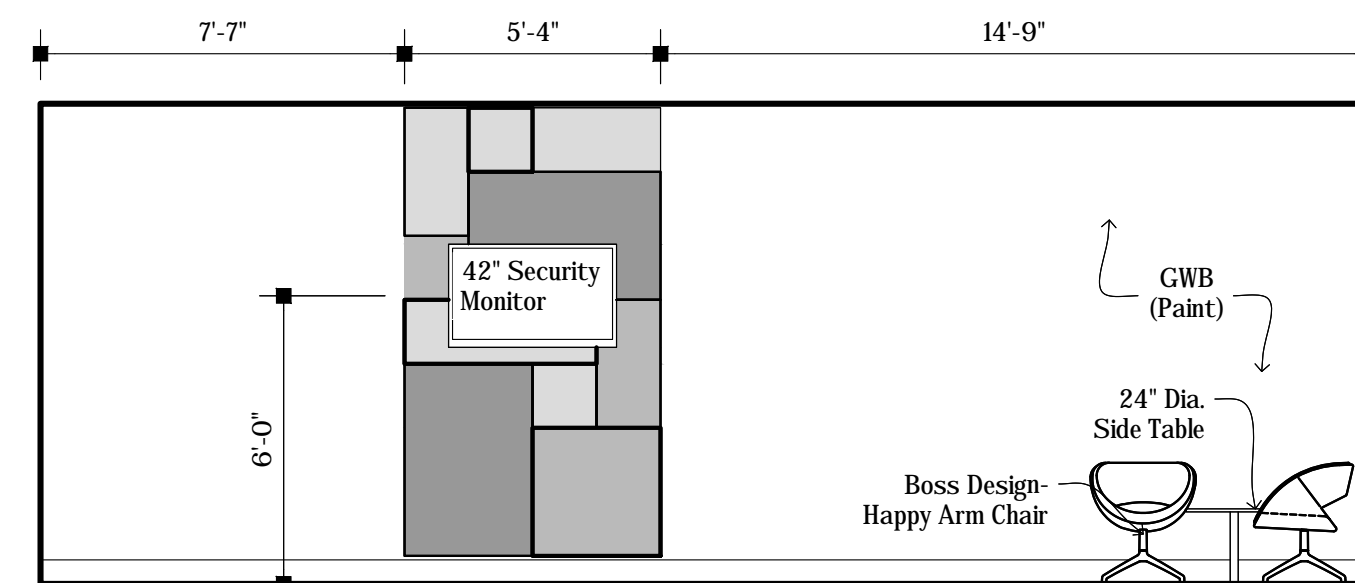 7'-7"
5'-4"
14'-9"
42" Security
Monitor
GWB
(Paint)
6'-0"
24" Dia.
Side Table
Boss Design-
Happy Arm Chair